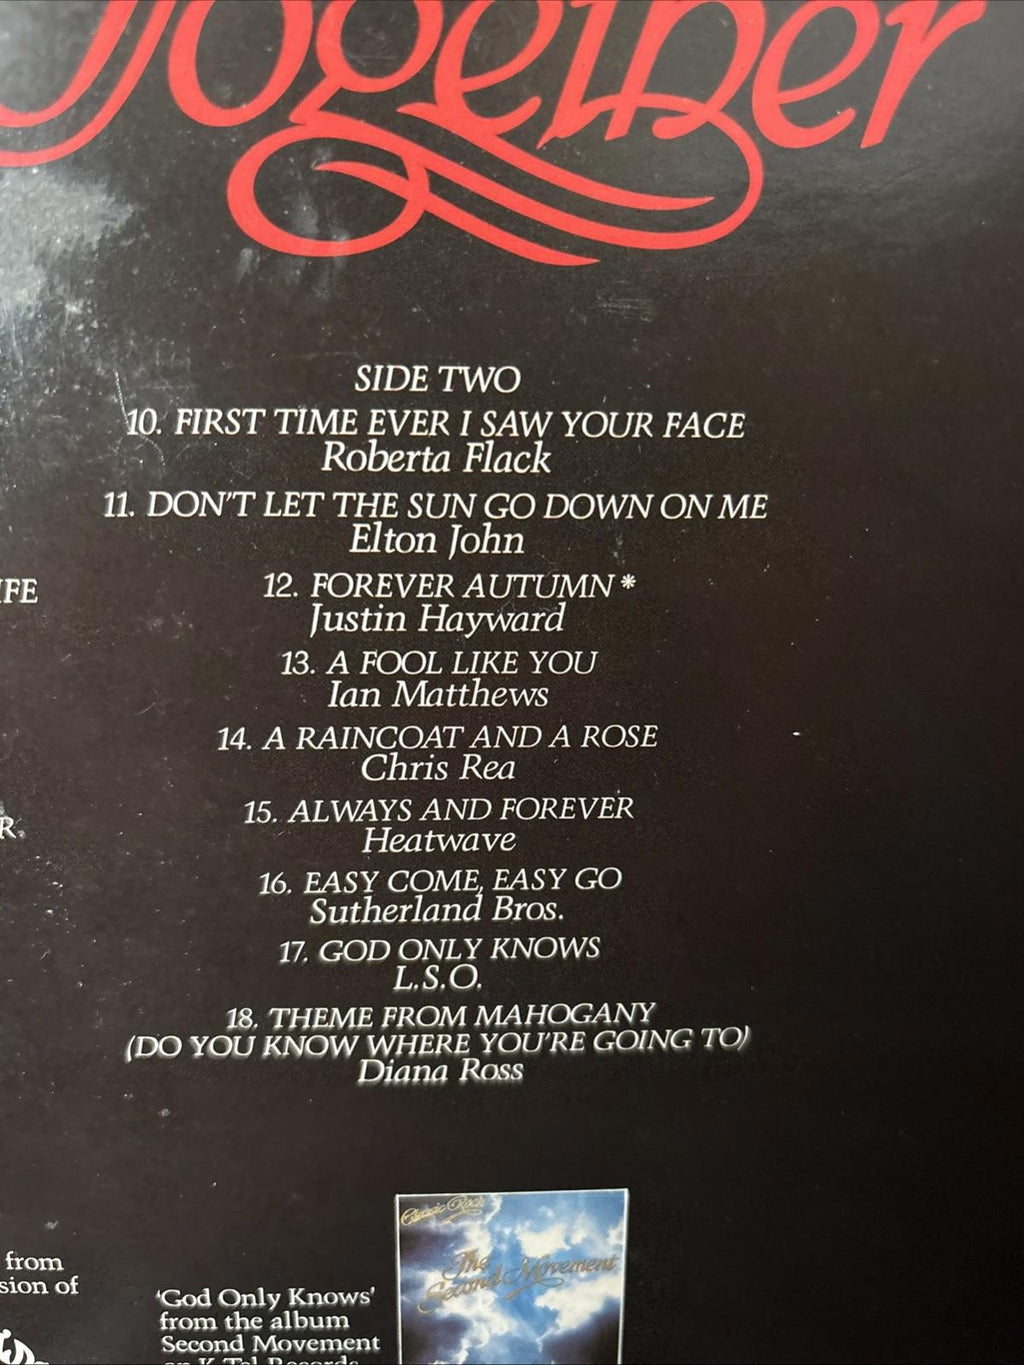 Together
SIDE TWO
10. FIRST TIME EVER I SAW YOUR FACE
Roberta Flack
11. DON'T LET THE SUN GO DOWN ON ME
Elton John
IFE
12. FOREVER AUTUMN *
Justin Hayward
13. A FOOL LIKE YOU
Ian Matthews
14. A RAINCOAT AND A ROSE
Chris Rea
15. ALWAYS AND FOREVER
R.
Heatwave
16. EASY COME, EASY GO
Sutherland Bros.
17. GOD ONLY KNOWS
L.S.O.
18. THEME FROM MAHOGANY
(DO YOU KNOW WHERE YOU'RE GOING TO)
Diana Ross
Classic Rock
The
Second Movement
from
sion of
'God Only Knows'
from the album
Second Movement
on K-Tel Records